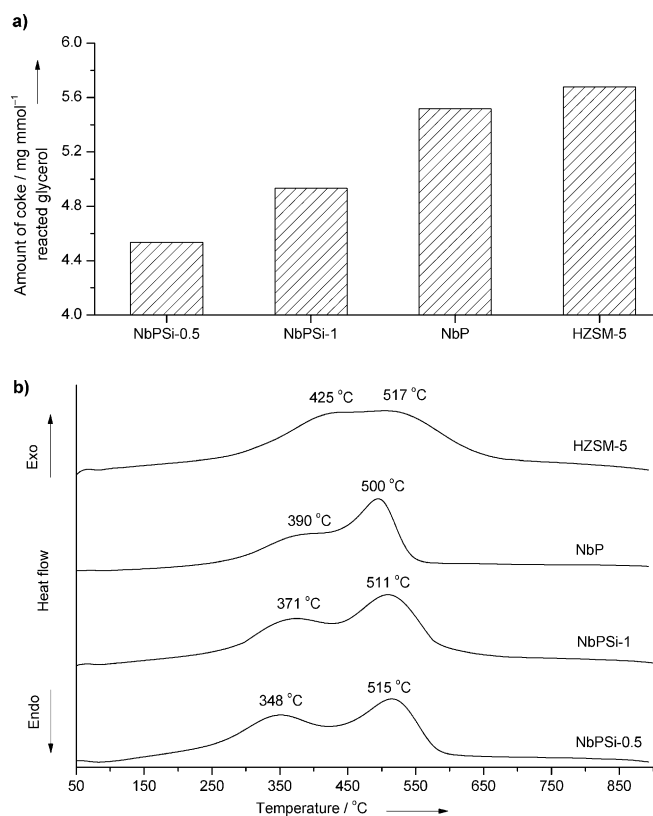 a)
6.0
5.6
5.2
4.8
4.4
4.0
Amount of coke / mg mmol⁻¹
reacted glycerol
NbPSi-0.5 NbPSi-1 NbP HZSM-5
b)
Exo
Heat flow
Endo
425 °C 517 °C
HZSM-5
500 °C
390 °C
NbP
511 °C
371 °C
NbPSi-1
515 °C
348 °C
NbPSi-0.5
50 150 250 350 450 550 650 750 850
Temperature / °C